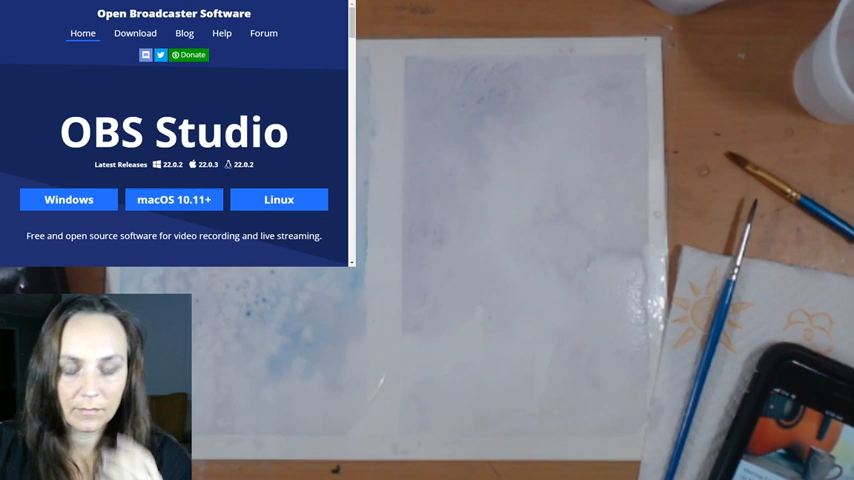 Open Broadcaster Software
Home Download Blog Help Forum
Donate
OBS Studio
Latest Releases 22.0.2 22.0.3 22.0.2
Windows macOS 10.11+ Linux
Free and open source software for video recording and live streaming.